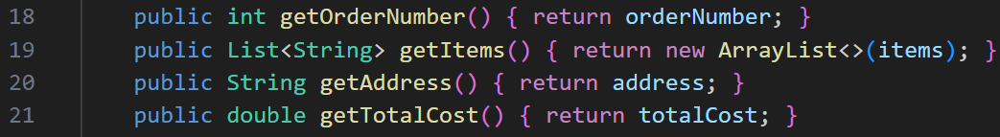 18 public int getOrderNumber() { return orderNumber; }
19 public List<String> getItems() { return new ArrayList<>(items); }
20 public String getAddress() { return address; }
21 public double getTotalCost() { return totalCost; }